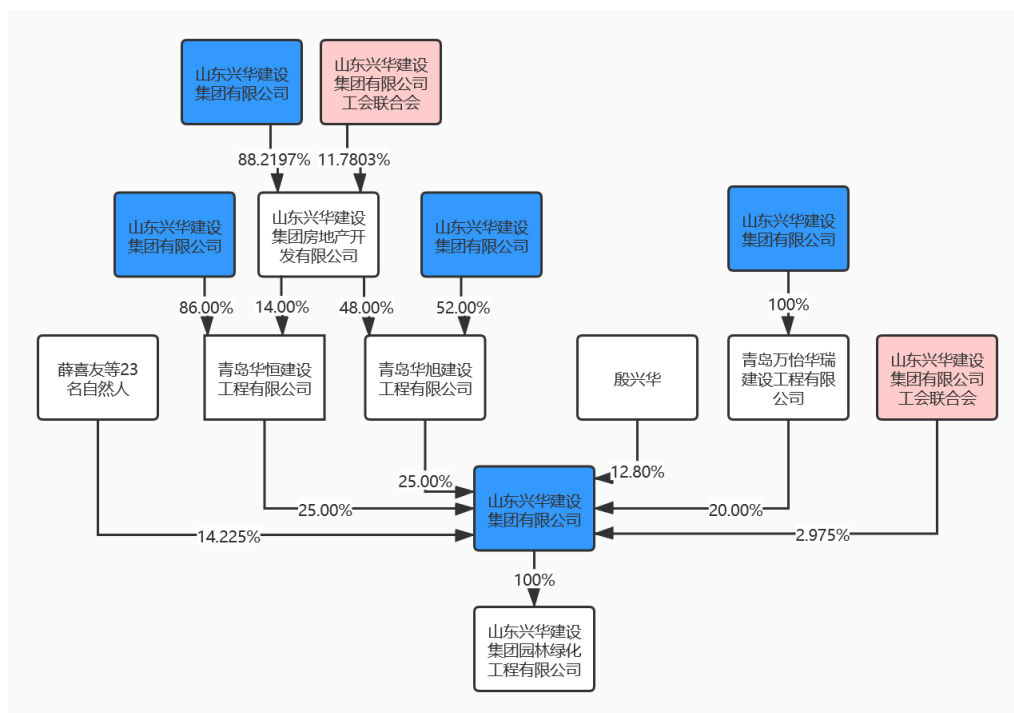 山东兴华建设
集团有限公司
山东兴华建设
集团有限公司
工会联合会
88.2197%
11.7803%
山东兴华建设
集团有限公司
山东兴华建设
集团房地产开
发有限公司
山东兴华建设
集团有限公司
山东兴华建设
集团有限公司
86.00%
14.00%
48.00%
52.00%
100%
薛喜友等23
名自然人
青岛华恒建设
工程有限公司
青岛华旭建设
工程有限公司
殷兴华
青岛万怡华瑞
建设工程有限
公司
山东兴华建设
集团有限公司
工会联合会
25.00%
12.80%
山东兴华建设
集团有限公司
25.00%
20.00%
14.225%
2.975%
100%
山东兴华建设
集团园林绿化
工程有限公司